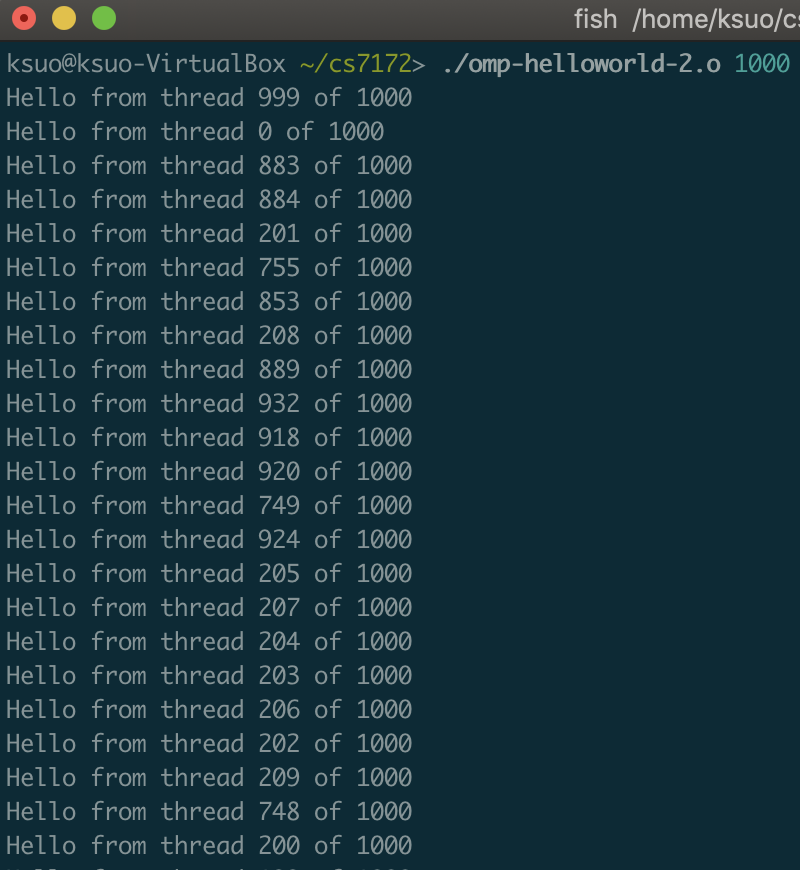 fish /home/ksuo/cs
ksuo@ksuo-VirtualBox ~/cs7172> ./omp-helloworld-2.o 1000
Hello from thread 999 of 1000
Hello from thread 0 of 1000
Hello from thread 883 of 1000
Hello from thread 884 of 1000
Hello from thread 201 of 1000
Hello from thread 755 of 1000
Hello from thread 853 of 1000
Hello from thread 208 of 1000
Hello from thread 889 of 1000
Hello from thread 932 of 1000
Hello from thread 918 of 1000
Hello from thread 920 of 1000
Hello from thread 749 of 1000
Hello from thread 924 of 1000
Hello from thread 205 of 1000
Hello from thread 207 of 1000
Hello from thread 204 of 1000
Hello from thread 203 of 1000
Hello from thread 206 of 1000
Hello from thread 202 of 1000
Hello from thread 209 of 1000
Hello from thread 748 of 1000
Hello from thread 200 of 1000